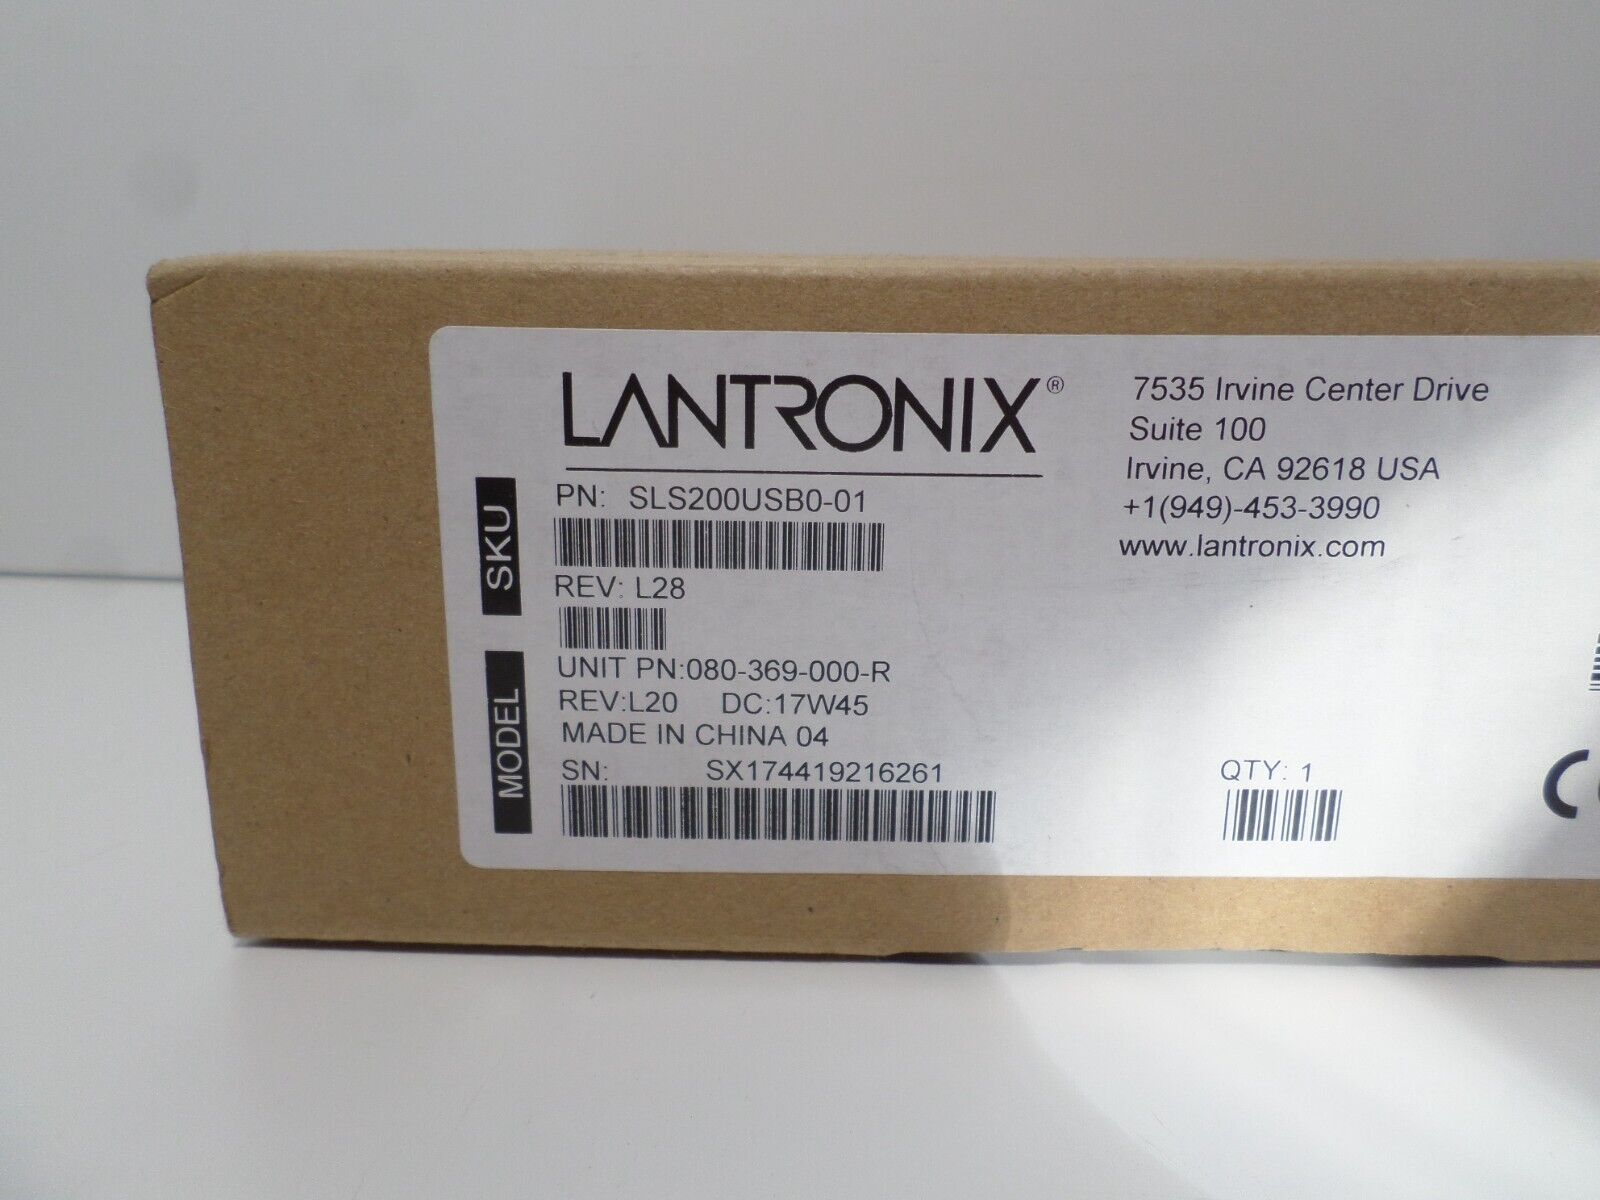 LANTRONIX®
7535 Irvine Center Drive
Suite 100
Irvine, CA 92618 USA
+1(949)-453-3990
www.lantronix.com
SKU
PN: SLS200USB0-01
REV: L28
MODEL
UNIT PN:080-369-000-R
REV:L20 DC:17W45
MADE IN CHINA 04
SN: SX174419216261
QTY: 1